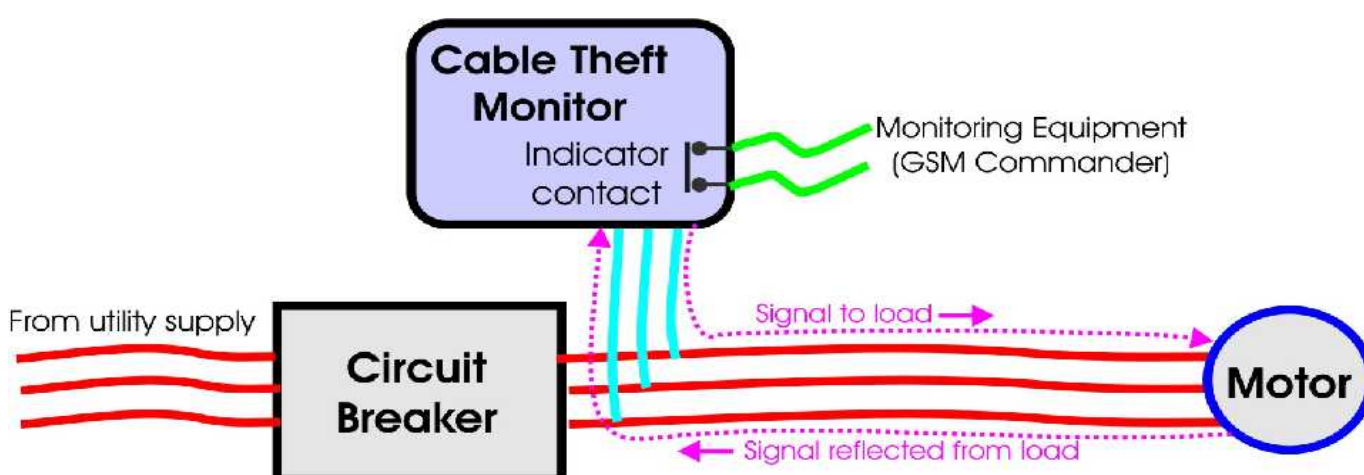 Cable Theft
Monitor
Indicator
contact
Monitoring Equipment
(GSM Commander)
From utility supply
Circuit
Breaker
Signal to load
Motor
Signal reflected from load